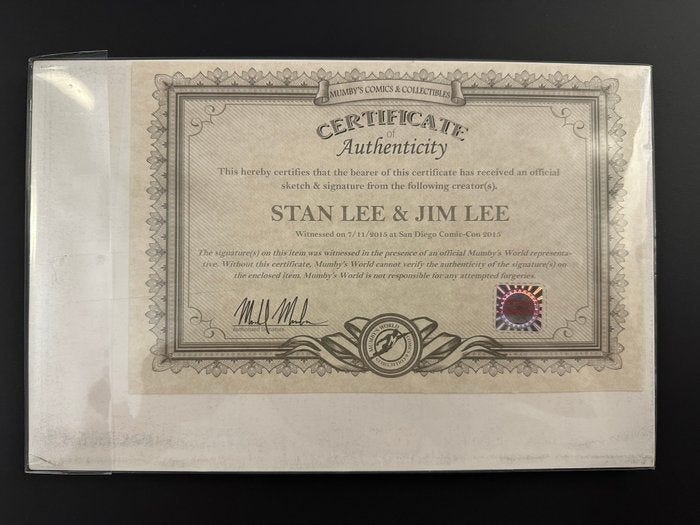 MUMBY'S COMICS & COLLECTIBLES
CERTIFICATE
of
Authenticity
This hereby certifies that the bearer of this certificate has received an official
sketch & signature from the following creator(s).
STAN LEE & JIM LEE
Witnessed on 7/11/2015 at San Diego Comic-Con 2015
The signature(s) on this item was witnessed in the presence of an official Mumby's World representa-
tive. Without this certificate, Mumby's World cannot verify the authenticity of the signature(s) on
the enclosed item. Mumby's World is not responsible for any attempted forgeries.
Authorized Signature
MUMBY'S WORLD